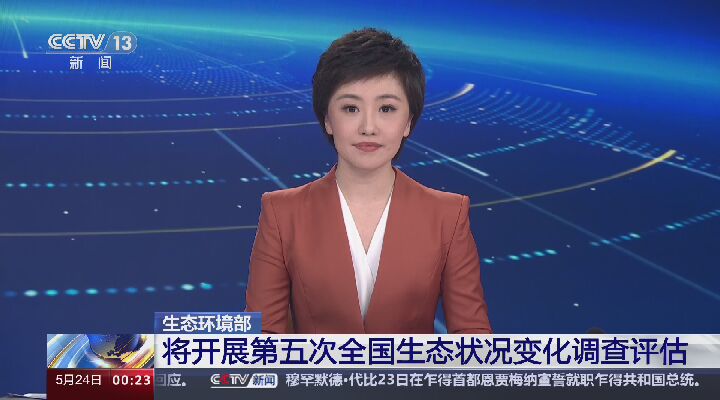 CCTV 13
新闻
生态环境部
将开展第五次全国生态状况变化调查评估
5月24日 00:23 回应。 CCTV 新闻 穆罕默德·代比23日在乍得首都恩贾梅纳宣誓就职乍得共和国总统。